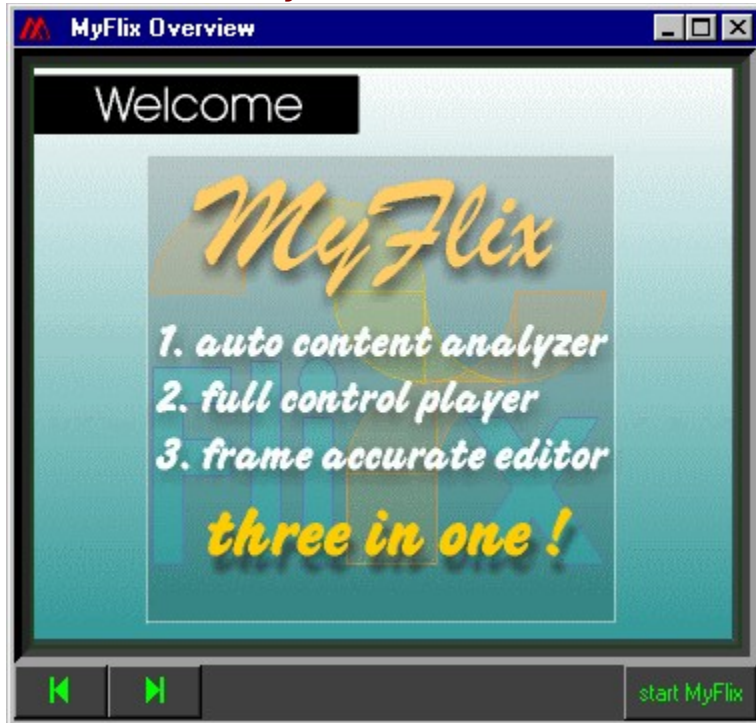 MyFlix Overview
Welcome
MyFlix
1. auto content analyzer
2. full control player
3. frame accurate editor
three in one !
start MyFlix